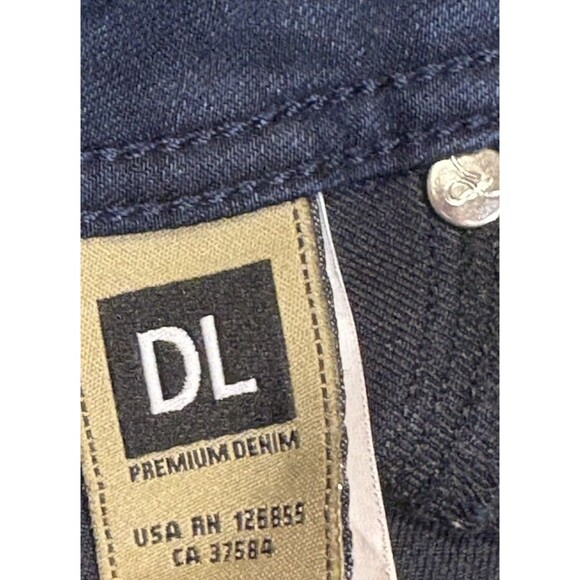 DL
PREMIUM DENIM
USA RN 126855
CA 37584